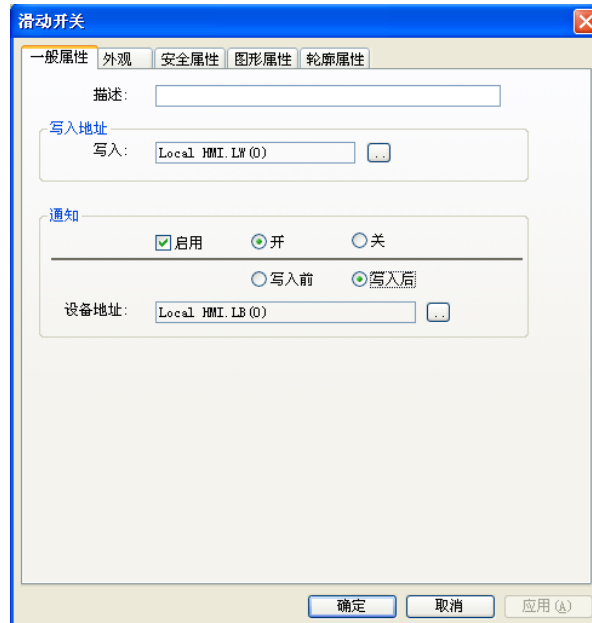 滑动开关
一般属性 外观 安全属性 图形属性 轮廓属性
描述:
写入地址
写入: Local HMI.LW(0) ..
通知
启用 开 关
写入前 写入后
设备地址: Local HMI.LB(0) ..
确定 取消 应用(A)